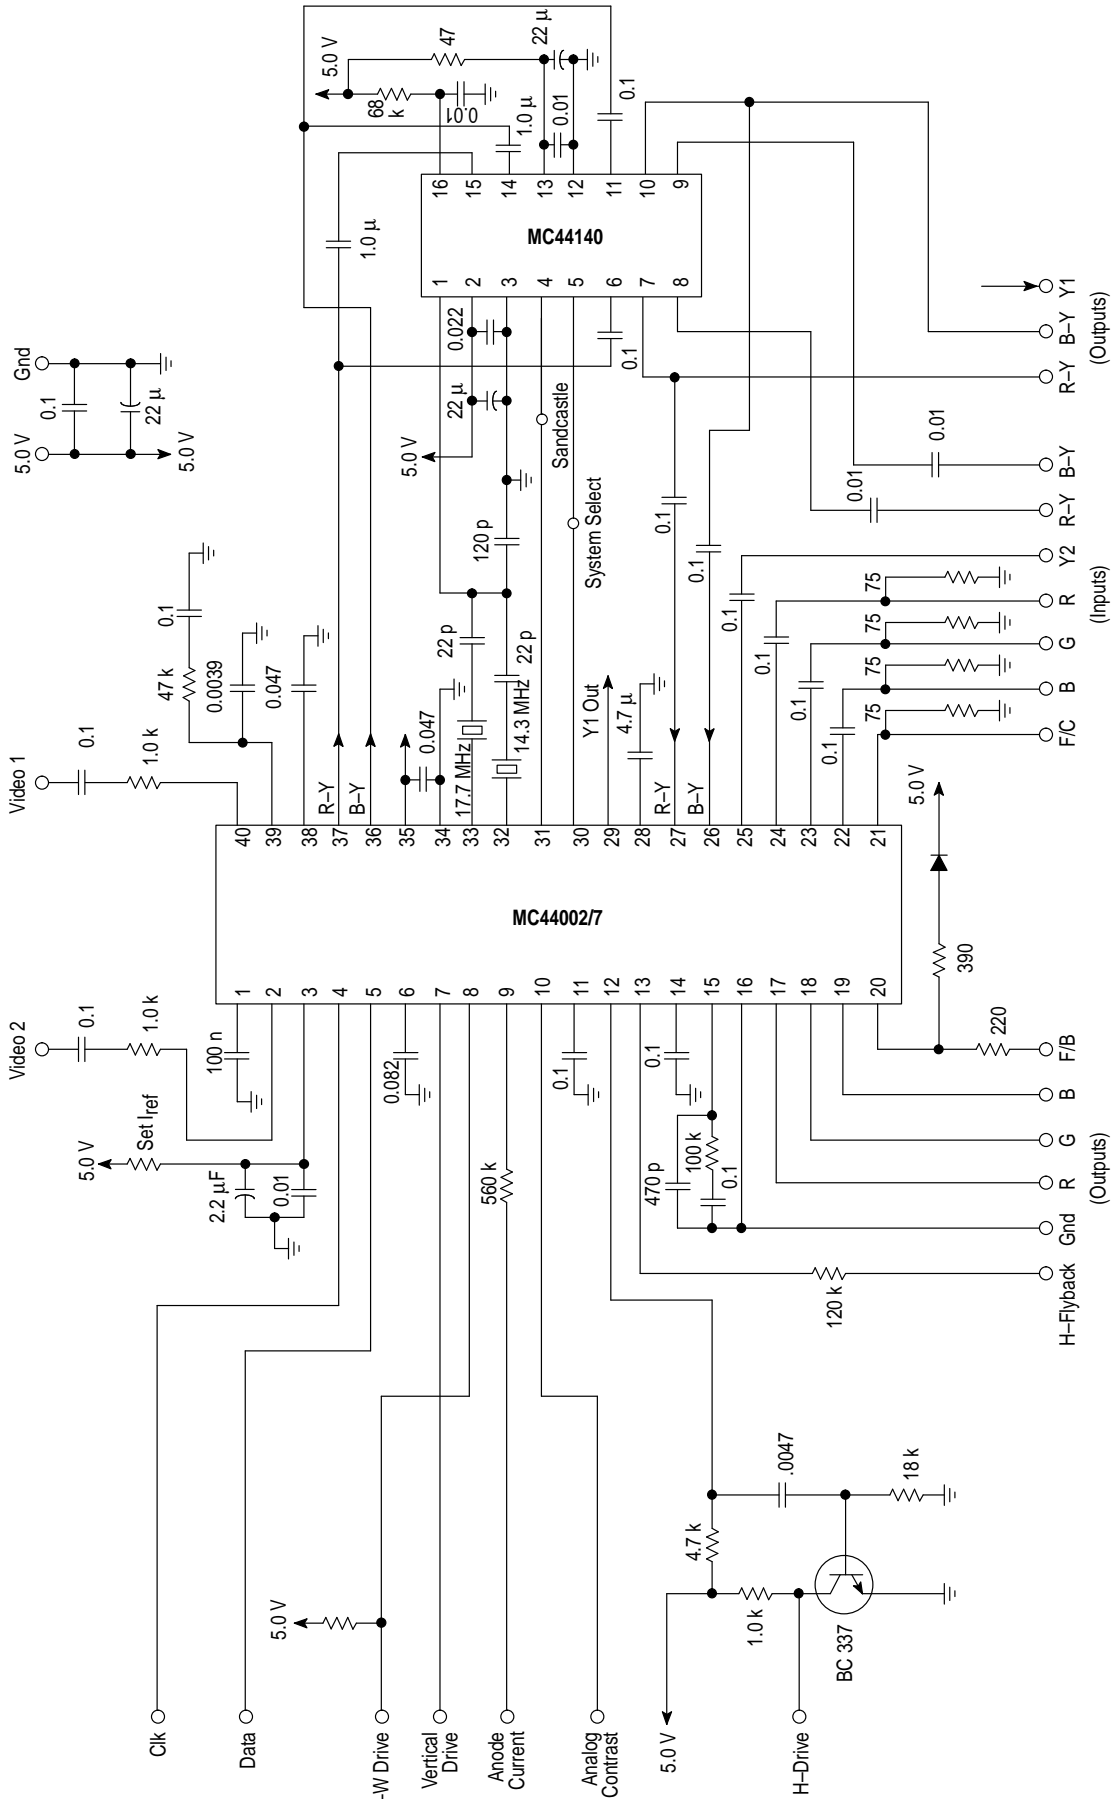 Video 2
0.1
1.0 k
Video 1
0.1
1.0 k
5.0 V
Gnd
0.1
22 µ
5.0 V
5.0 V
Set Iref
2.2 µF
0.01
100 n
0.082
560 k
0.1
0.1
470 p
100 k
0.1
120 k
Clk
Data
-W Drive
Vertical
Drive
Anode
Current
Analog
Contrast
5.0 V
5.0 V
H–Drive
1.0 k
4.7 k
.0047
18 k
BC 337
MC44002/7
1
2
3
4
5
6
7
8
9
10
11
12
13
14
15
16
17
18
19
20
40
39
38
37
36
35
34
33
32
31
30
29
28
27
26
25
24
23
22
21
47 k
0.1
0.0039
0.047
R–Y
B–Y
0.047
17.7 MHz
14.3 MHz
22 p
22 p
120 p
5.0 V
22 µ
0.022
Sandcastle
System Select
Y1 Out
4.7 µ
R–Y
B–Y
0.1
0.1
0.1
0.1
0.1
0.1
75
75
75
75
5.0 V
390
220
MC44140
1
2
3
4
5
6
7
8
16
15
14
13
12
11
10
9
1.0 µ
68
k
0.01
5.0 V
47
22 µ
1.0 µ
0.01
0.1
0.1
0.01
0.01
H–Flyback
Gnd
R
G
B
F/B
(Outputs)
F/C
B
G
R
Y2
R–Y
B–Y
(Inputs)
R–Y
B–Y
Y1
(Outputs)